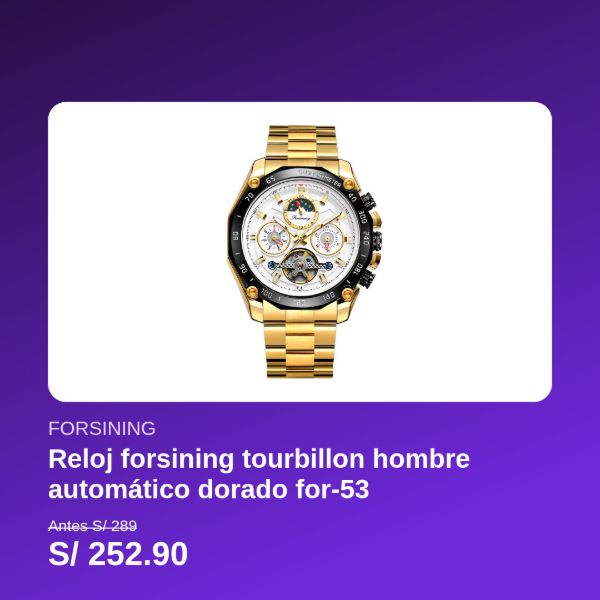 FORSINING
Reloj forsining tourbillon hombre
automático dorado for-53
Antes S/ 289
S/ 252.90